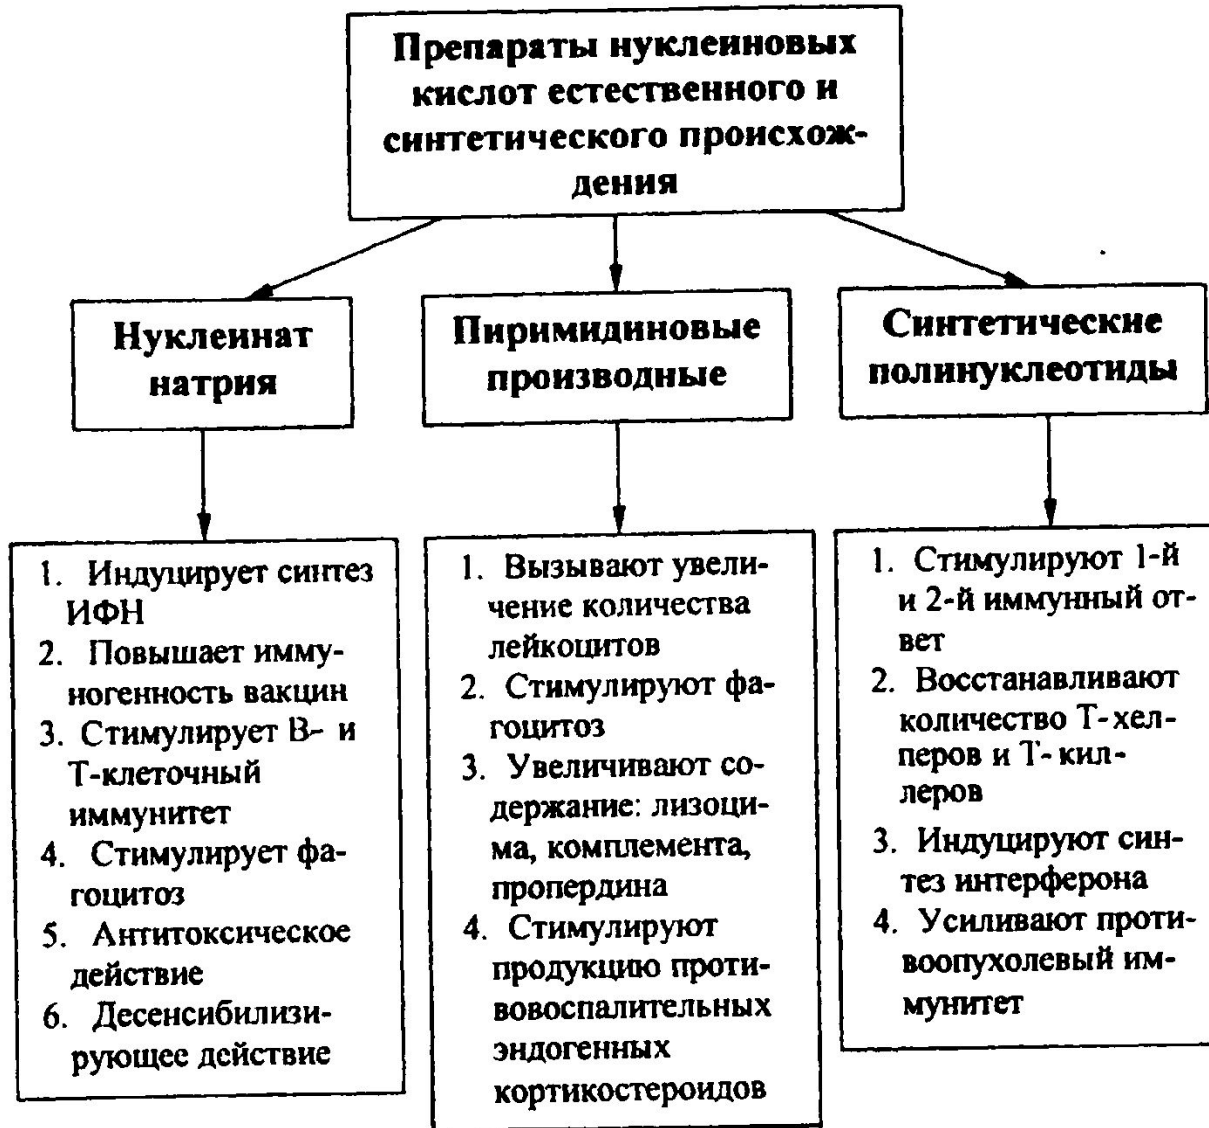 Препараты нуклеиновых
кислот естественного и
синтетического происхож-
дения
Нуклеинат
натрия
Пиримидиновые
производные
Синтетические
полинуклеотиды
1. Индуцирует синтез
ИФН
2. Повышает имму-
ногенность вакцин
3. Стимулирует В- и
Т-клеточный
иммунитет
4. Стимулирует фа-
гоцитоз
5. Антитоксическое
действие
6. Десенсибилизи-
рующее действие
1. Вызывают увели-
чение количества
лейкоцитов
2. Стимулируют фа-
гоцитоз
3. Увеличивают со-
держание: лизоци-
ма, комплемента,
пропердина
4. Стимулируют
продукцию проти-
вовоспалительных
эндогенных
кортикостероидов
1. Стимулируют 1-й
и 2-й иммунный от-
вет
2. Восстанавливают
количество Т-хел-
перов и Т- кил-
леров
3. Индуцируют син-
тез интерферона
4. Усиливают проти-
воопухолевый им-
мунитет